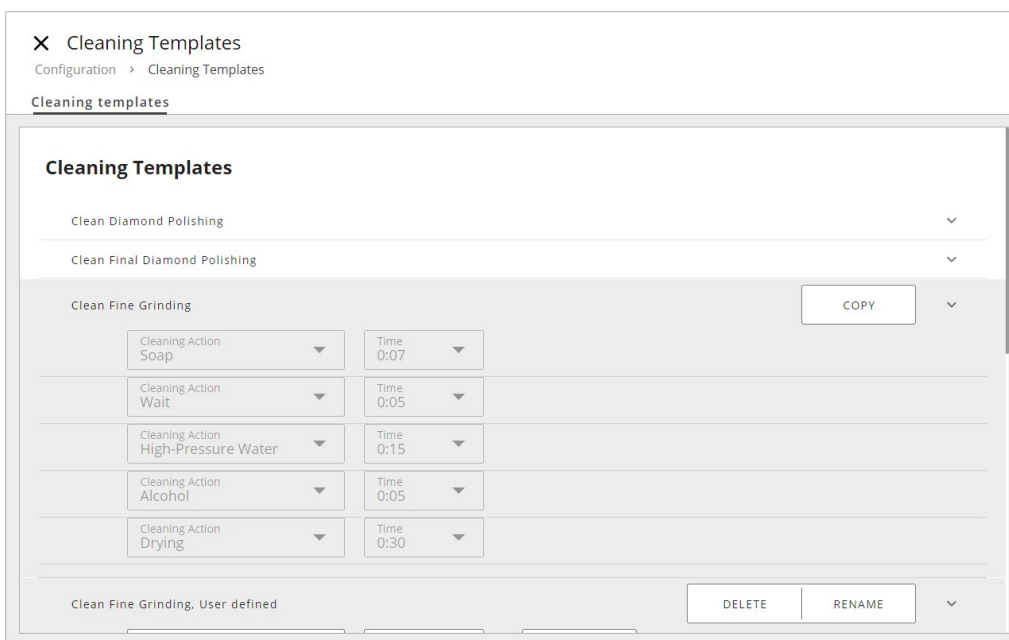 Cleaning Templates
Configuration > Cleaning Templates
Cleaning templates
Cleaning Templates
Clean Diamond Polishing
Clean Final Diamond Polishing
Clean Fine Grinding COPY
Cleaning Action Time
Soap 0:07
Cleaning Action Time
Wait 0:05
Cleaning Action Time
High-Pressure Water 0:15
Cleaning Action Time
Alcohol 0:05
Cleaning Action Time
Drying 0:30
Clean Fine Grinding, User defined DELETE RENAME